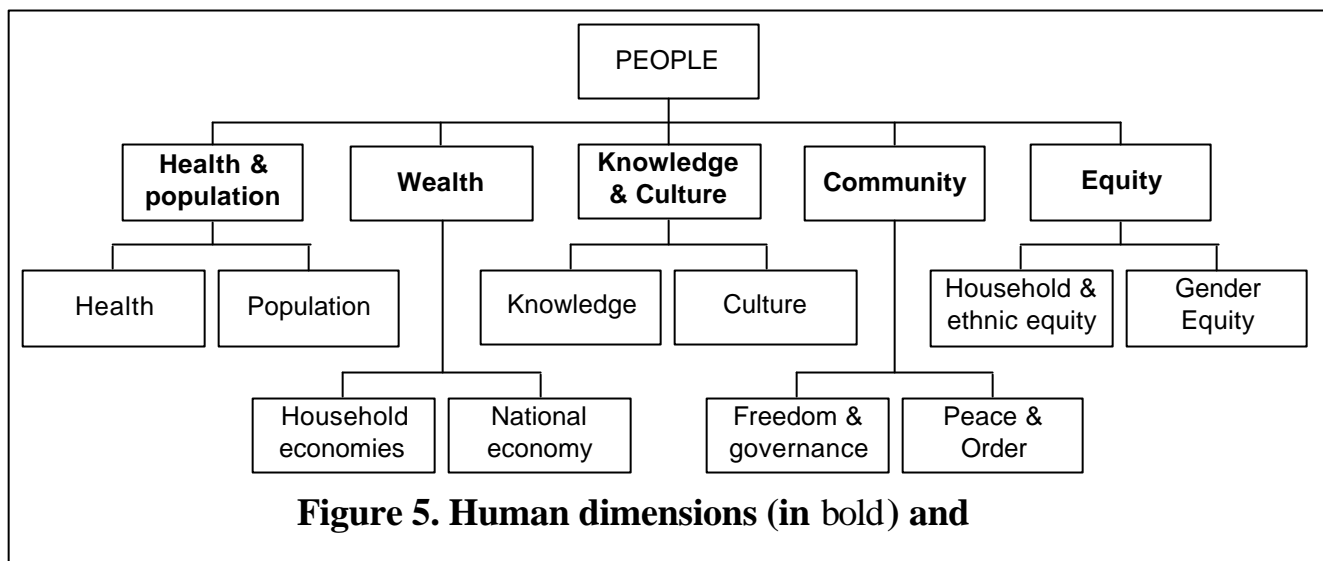 PEOPLE
Health &
population
Wealth
Knowledge
& Culture
Community
Equity
Health
Population
Knowledge
Culture
Household &
ethnic equity
Gender
Equity
Household
economies
National
economy
Freedom &
governance
Peace &
Order
Figure 5. Human dimensions (in bold) and